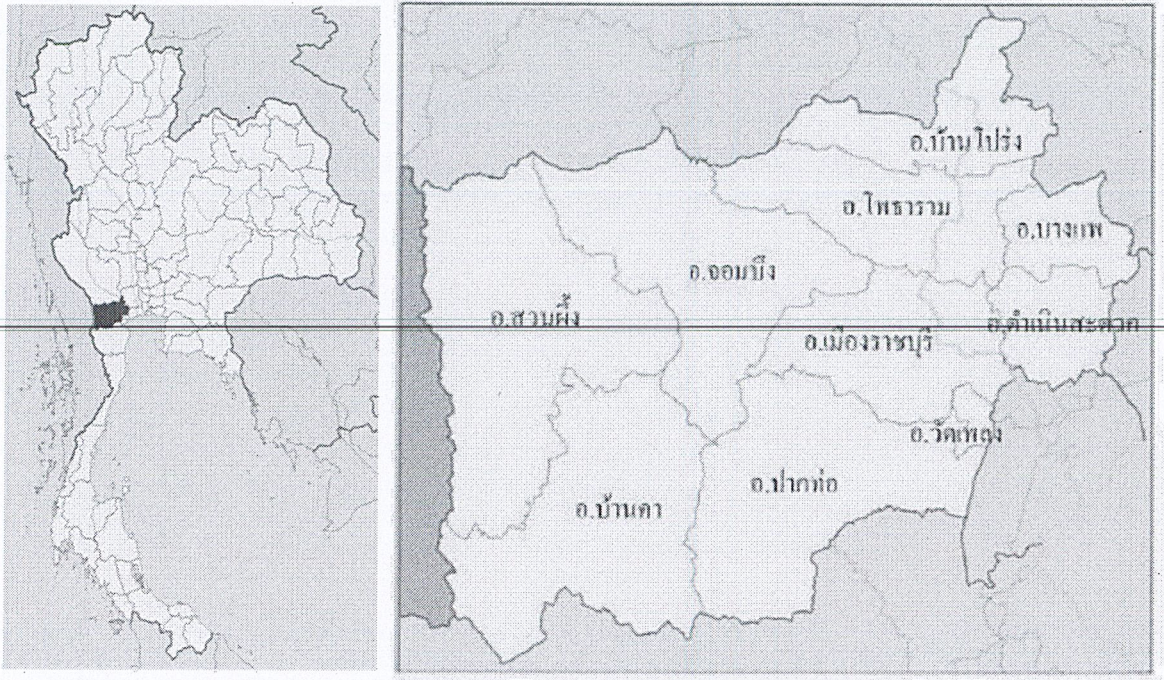 อ.บ้านโป่ง
อ.โพธาราม
อ.บางแพ
อ.จอมบึง
อ.สวนผึ้ง
อ.ดำเนินสะดวก
อ.เมืองราชบุรี
อ.วัดเพลง
อ.ปากท่อ
อ.บ้านคา